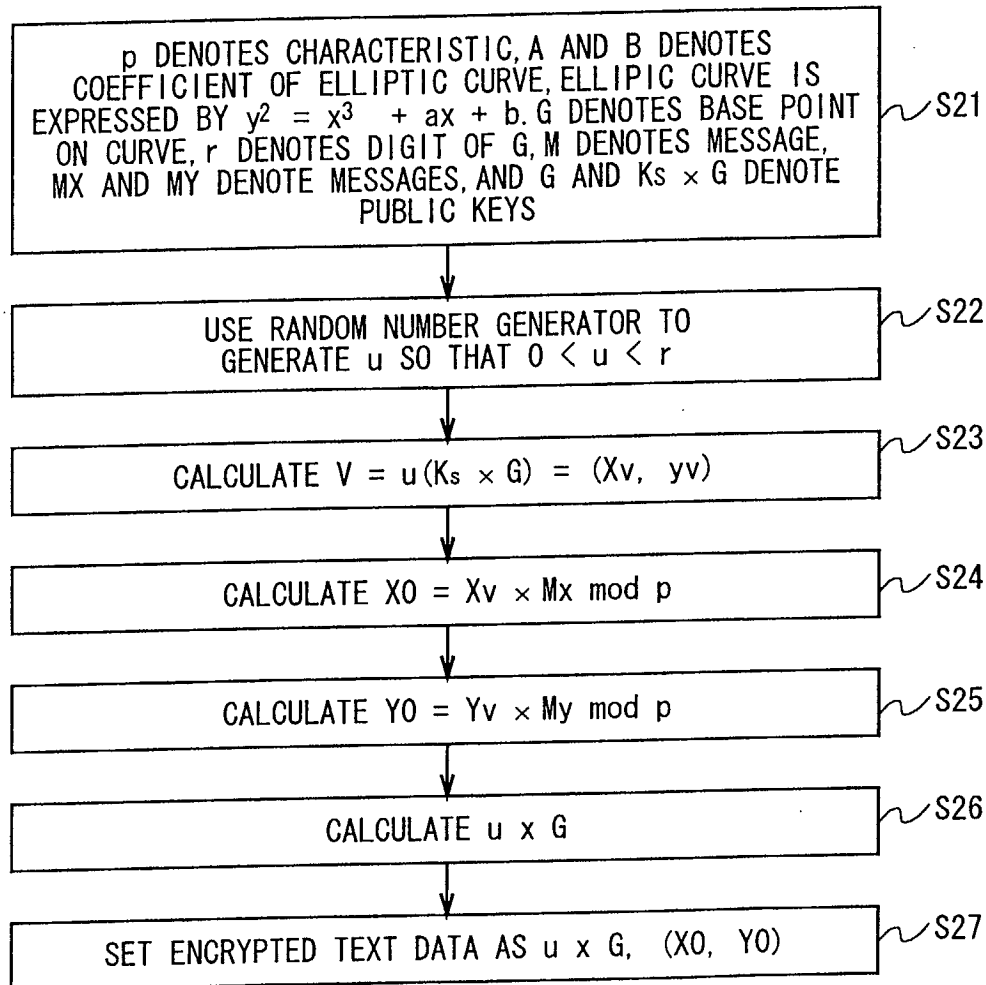 p DENOTES CHARACTERISTIC, A AND B DENOTES
COEFFICIENT OF ELLIPTIC CURVE, ELLIPIC CURVE IS
EXPRESSED BY y² = x³ + ax + b. G DENOTES BASE POINT
ON CURVE, r DENOTES DIGIT OF G, M DENOTES MESSAGE,
MX AND MY DENOTE MESSAGES, AND G AND Ks × G DENOTE
PUBLIC KEYS
S21
USE RANDOM NUMBER GENERATOR TO
GENERATE u SO THAT 0 < u < r
S22
CALCULATE V = u(Ks × G) = (Xv, yv)
S23
CALCULATE X0 = Xv × Mx mod p
S24
CALCULATE Y0 = Yv × My mod p
S25
CALCULATE u x G
S26
SET ENCRYPTED TEXT DATA AS u x G, (X0, Y0)
S27